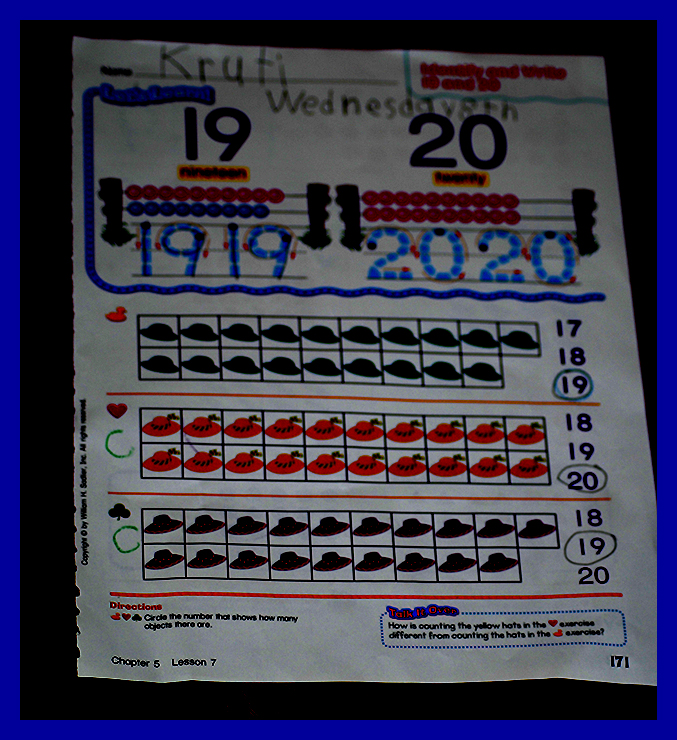 Name Kruti
Identify and Write
19 and 20
Let's Learn!
Wednesday 8th
19 20
nineteen twenty
1919 2020
17
18
19
18
19
20
18
19
20
Directions
Circle the number that shows how many
objects there are.
Talk It Over
How is counting the yellow hats in the exercise
different from counting the hats in the exercise?
Chapter 5 Lesson 7
171
Copyright © by William H. Sadlier, Inc. All rights reserved.